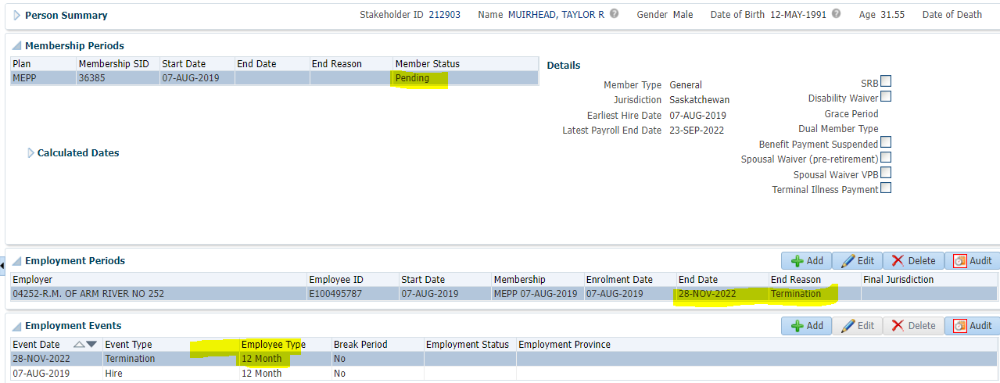 Person Summary Stakeholder ID 212903 Name MUIRHEAD, TAYLOR R Gender Male Date of Birth 12-MAY-1991 Age 31.55 Date of Death
Membership Periods
Plan Membership SID Start Date End Date End Reason Member Status
MEPP 36385 07-AUG-2019 Pending
Calculated Dates
Details
Member Type General SRB
Jurisdiction Saskatchewan Disability Waiver
Earliest Hire Date 07-AUG-2019 Grace Period
Latest Payroll End Date 23-SEP-2022 Dual Member Type
Benefit Payment Suspended
Spousal Waiver (pre-retirement)
Spousal Waiver VPB
Terminal Illness Payment
Employment Periods Add Edit Delete Audit
Employer Employee ID Start Date Membership Enrolment Date End Date End Reason Final Jurisdiction
04252-R.M. OF ARM RIVER NO 252 E100495787 07-AUG-2019 MEPP 07-AUG-2019 07-AUG-2019 28-NOV-2022 Termination
Employment Events Add Edit Delete Audit
Event Date Event Type Employee Type Break Period Employment Status Employment Province
28-NOV-2022 Termination 12 Month No
07-AUG-2019 Hire 12 Month No